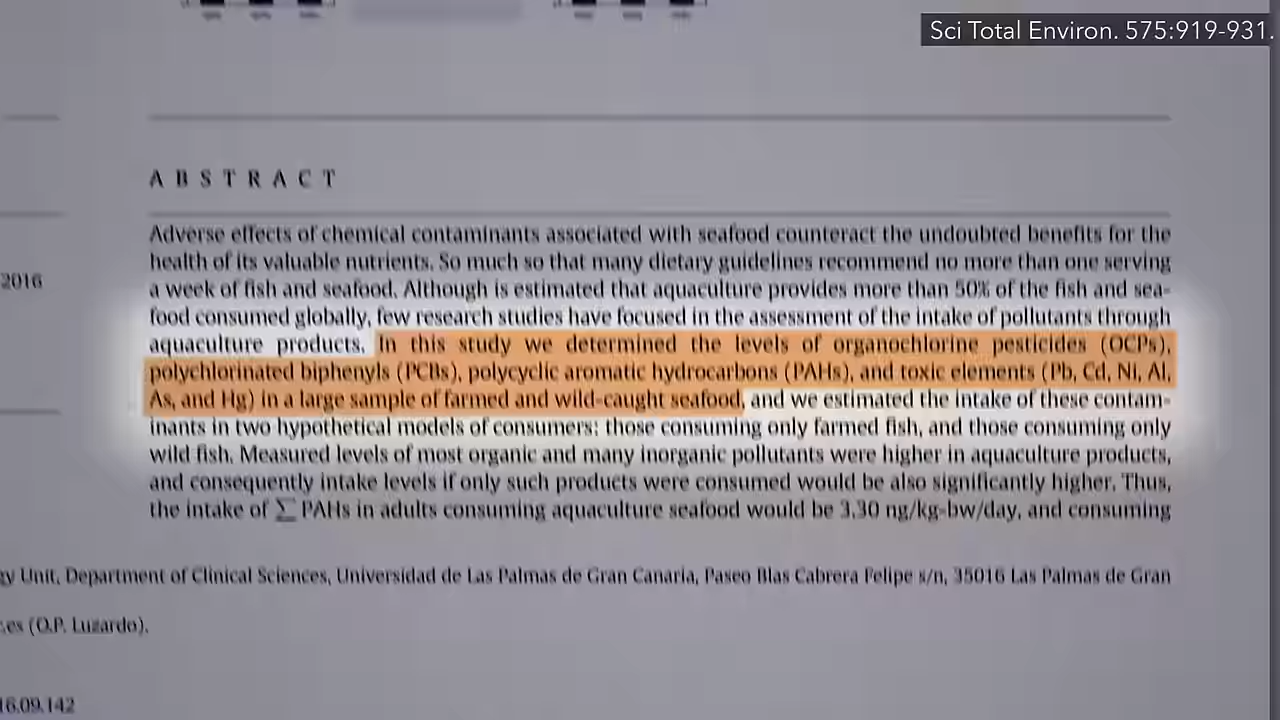 Sci Total Environ. 575:919-931.
A B S T R A C T
Adverse effects of chemical contaminants associated with seafood counteract the undoubted benefits for the
health of its valuable nutrients. So much so that many dietary guidelines recommend no more than one serving
2016
a week of fish and seafood. Although is estimated that aquaculture provides more than 50% of the fish and sea-
food consumed globally, few research studies have focused in the assessment of the intake of pollutants through
aquaculture products. In this study we determined the levels of organochlorine pesticides (OCPs),
polychlorinated biphenyls (PCBs), polycyclic aromatic hydrocarbons (PAHs), and toxic elements (Pb, Cd, Ni, Al,
As, and Hg) in a large sample of farmed and wild-caught seafood, and we estimated the intake of these contam-
inants in two hypothetical models of consumers: those consuming only farmed fish, and those consuming only
wild fish. Measured levels of most organic and many inorganic pollutants were higher in aquaculture products,
and consequently intake levels if only such products were consumed would be also significantly higher. Thus,
the intake of ∑ PAHs in adults consuming aquaculture seafood would be 3.30 ng/kg-bw/day, and consuming
gy Unit, Department of Clinical Sciences, Universidad de Las Palmas de Gran Canaria, Paseo Blas Cabrera Felipe s/n, 35016 Las Palmas de Gran
.es (O.P. Luzardo).
16.09.142